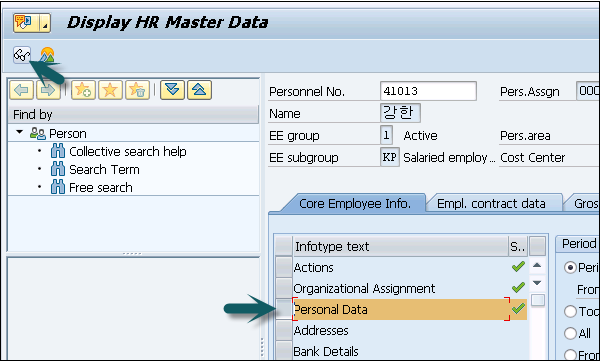 Display HR Master Data
Find by
Person
Collective search help
Search Term
Free search
Personnel No. 41013 Pers.Assgn 000
Name 강한
EE group 1 Active Pers.area
EE subgroup KP Salaried employ... Cost Center
Core Employee Info. Empl. contract data Gros
Infotype text S..
Actions
Organizational Assignment
Personal Data
Addresses
Bank Details
Period
Peri
From
Too
All
From